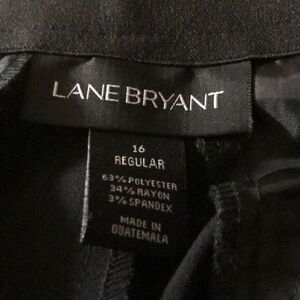 LANE BRYANT
16
REGULAR
63% POLYESTER
34% RAYON
3% SPANDEX
MADE IN
GUATEMALA